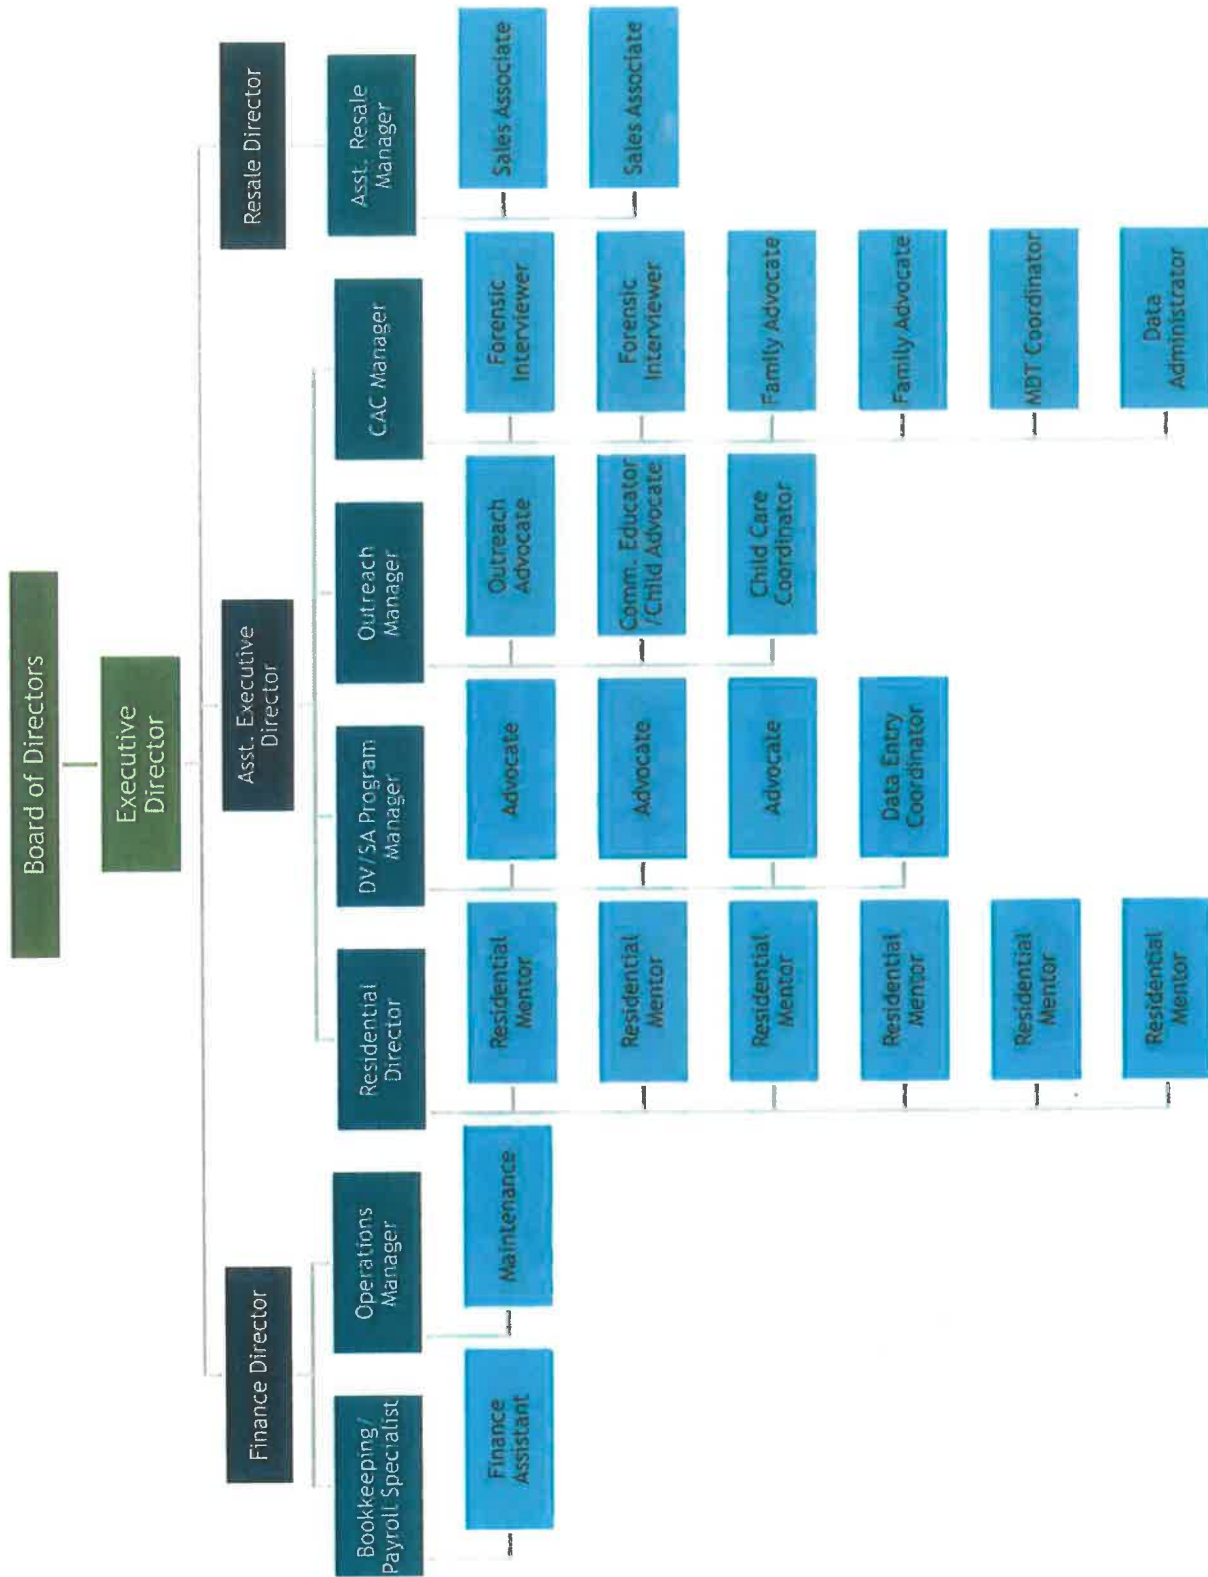 Board of Directors
Executive
Director
Finance Director
Asst. Executive
Director
Resale Director
Bookkeeping/
Payroll Specialist
Operations
Manager
Residential
Director
DV/SA Program
Manager
Outreach
Manager
CAC Manager
Asst. Resale
Manager
Finance
Assistant
Maintenance
Residential
Mentor
Advocate
Outreach
Advocate
Forensic
Interviewer
Sales Associate
Residential
Mentor
Advocate
Comm. Educator
/Child Advocate
Forensic
Interviewer
Sales Associate
Residential
Mentor
Advocate
Child Care
Coordinator
Family Advocate
Residential
Mentor
Data Entry
Coordinator
Family Advocate
Residential
Mentor
MDT Coordinator
Residential
Mentor
Data
Administrator